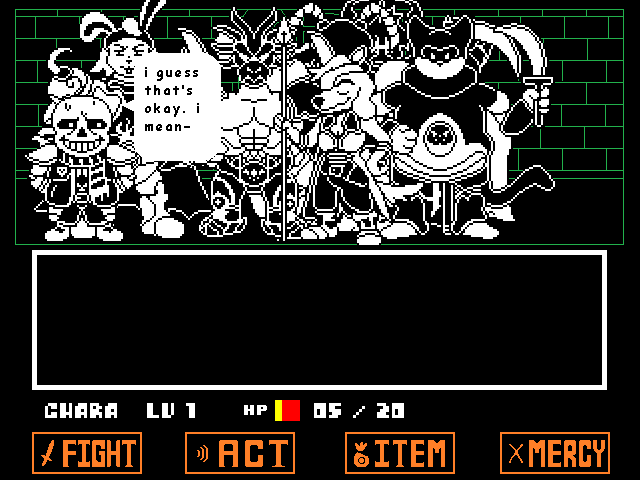 i guess
that's
okay. i
mean-
CHARA LV 1 HP 05 / 20
FIGHT ACT ITEM MERCY